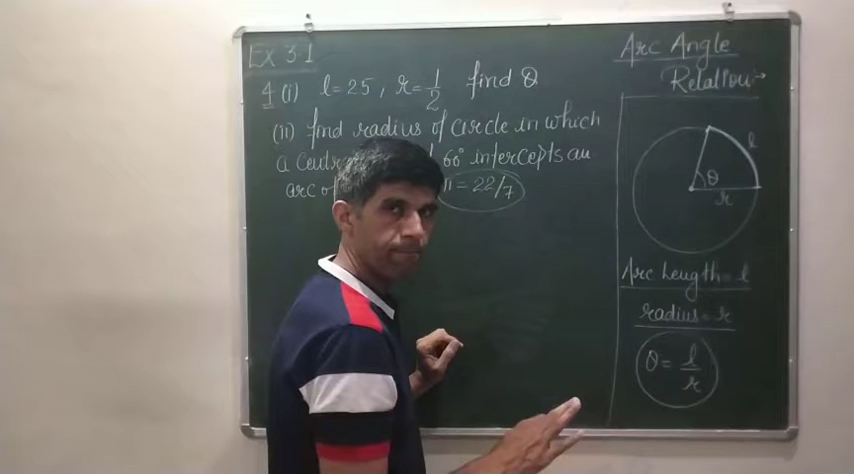 Ex 3.1
4 (i) l = 25 , r = 1/2 find θ
(ii) find radius of circle in which
a central 60° intercepts an
arc of π = 22/7
Arc Angle
Relation:→
l
θ
r
Arc Length = l
radius = r
θ = l/r